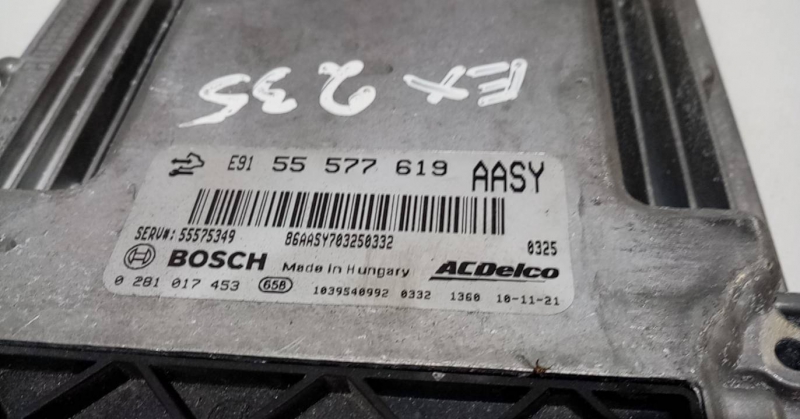 EX 235
E91 55 577 619 AASY
SERV#: 55575349 86AASY703250332 0325
BOSCH Made in Hungary ACDelco
0 281 017 453 658 1039S40992 0332 1360 10-11-21